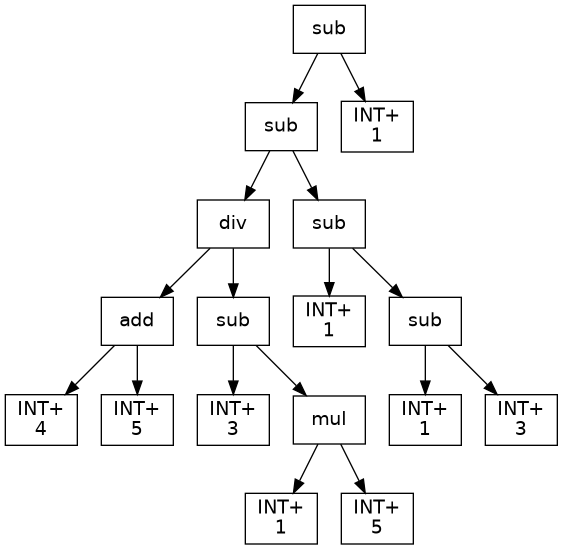 sub
sub
INT+
1
div
sub
add
sub
INT+
1
sub
INT+
4
INT+
5
INT+
3
mul
INT+
1
INT+
3
INT+
1
INT+
5